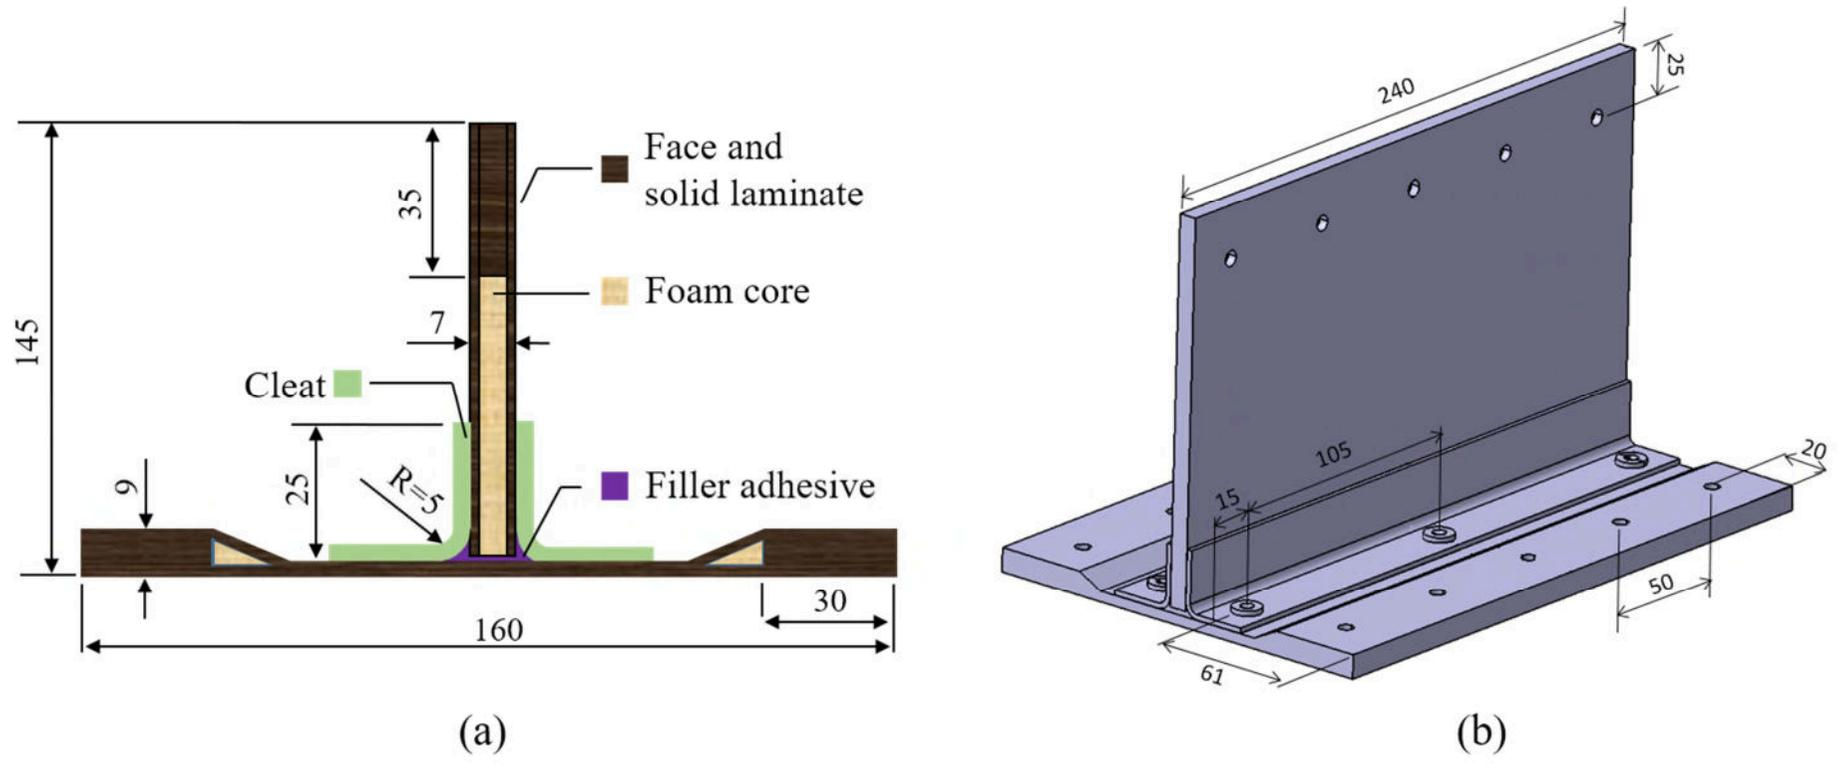 Face and
solid laminate
35
Foam core
7
145
Cleat
25
R=5
Filler adhesive
9
30
160
(a)
240
25
105
15
20
50
61
(b)